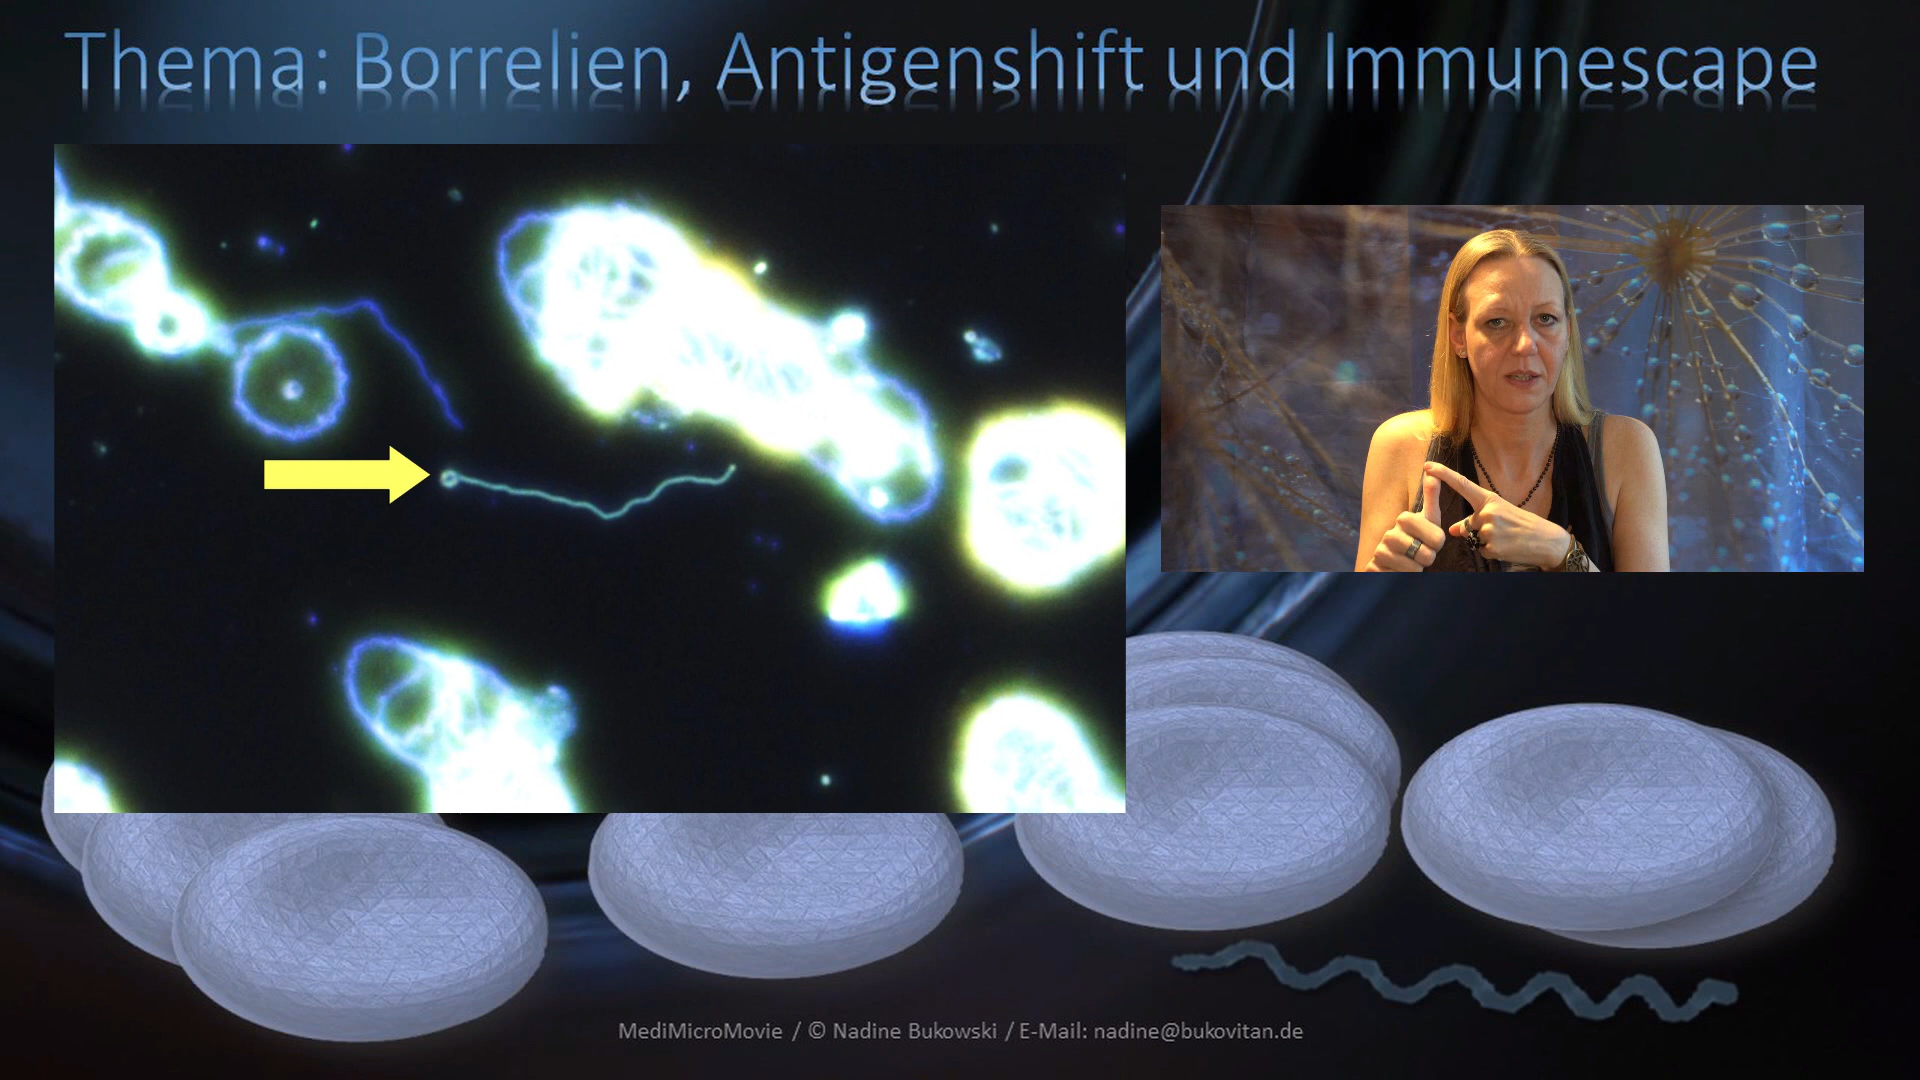 Thema: Borrelien, Antigenshift und Immunescape
MediMicroMovie / © Nadine Bukowski / E-Mail: nadine@bukovitan.de